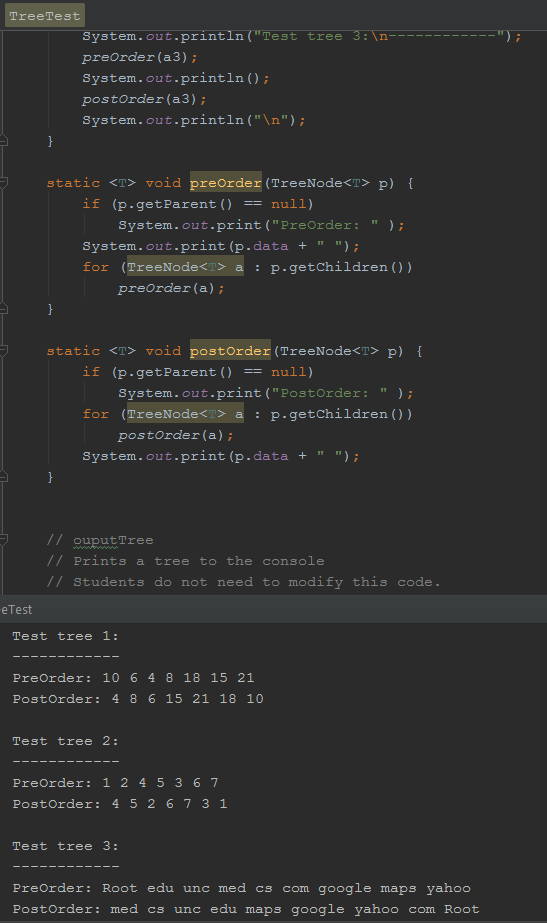 TreeTest
System.out.println("Test tree 3:\n------------");
preOrder(a3);
System.out.println();
postOrder(a3);
System.out.println("\n");
}
static <T> void preOrder(TreeNode<T> p) {
if (p.getParent() == null)
System.out.print("PreOrder: " );
System.out.print(p.data + " ");
for (TreeNode<T> a : p.getChildren())
preOrder(a);
}
static <T> void postOrder(TreeNode<T> p) {
if (p.getParent() == null)
System.out.print("PostOrder: " );
for (TreeNode<T> a : p.getChildren())
postOrder(a);
System.out.print(p.data + " ");
}
// ouputTree
// Prints a tree to the console
// Students do not need to modify this code.
eTest
Test tree 1:
------------
PreOrder: 10 6 4 8 18 15 21
PostOrder: 4 8 6 15 21 18 10
Test tree 2:
------------
PreOrder: 1 2 4 5 3 6 7
PostOrder: 4 5 2 6 7 3 1
Test tree 3:
------------
PreOrder: Root edu unc med cs com google maps yahoo
PostOrder: med cs unc edu maps google yahoo com Root